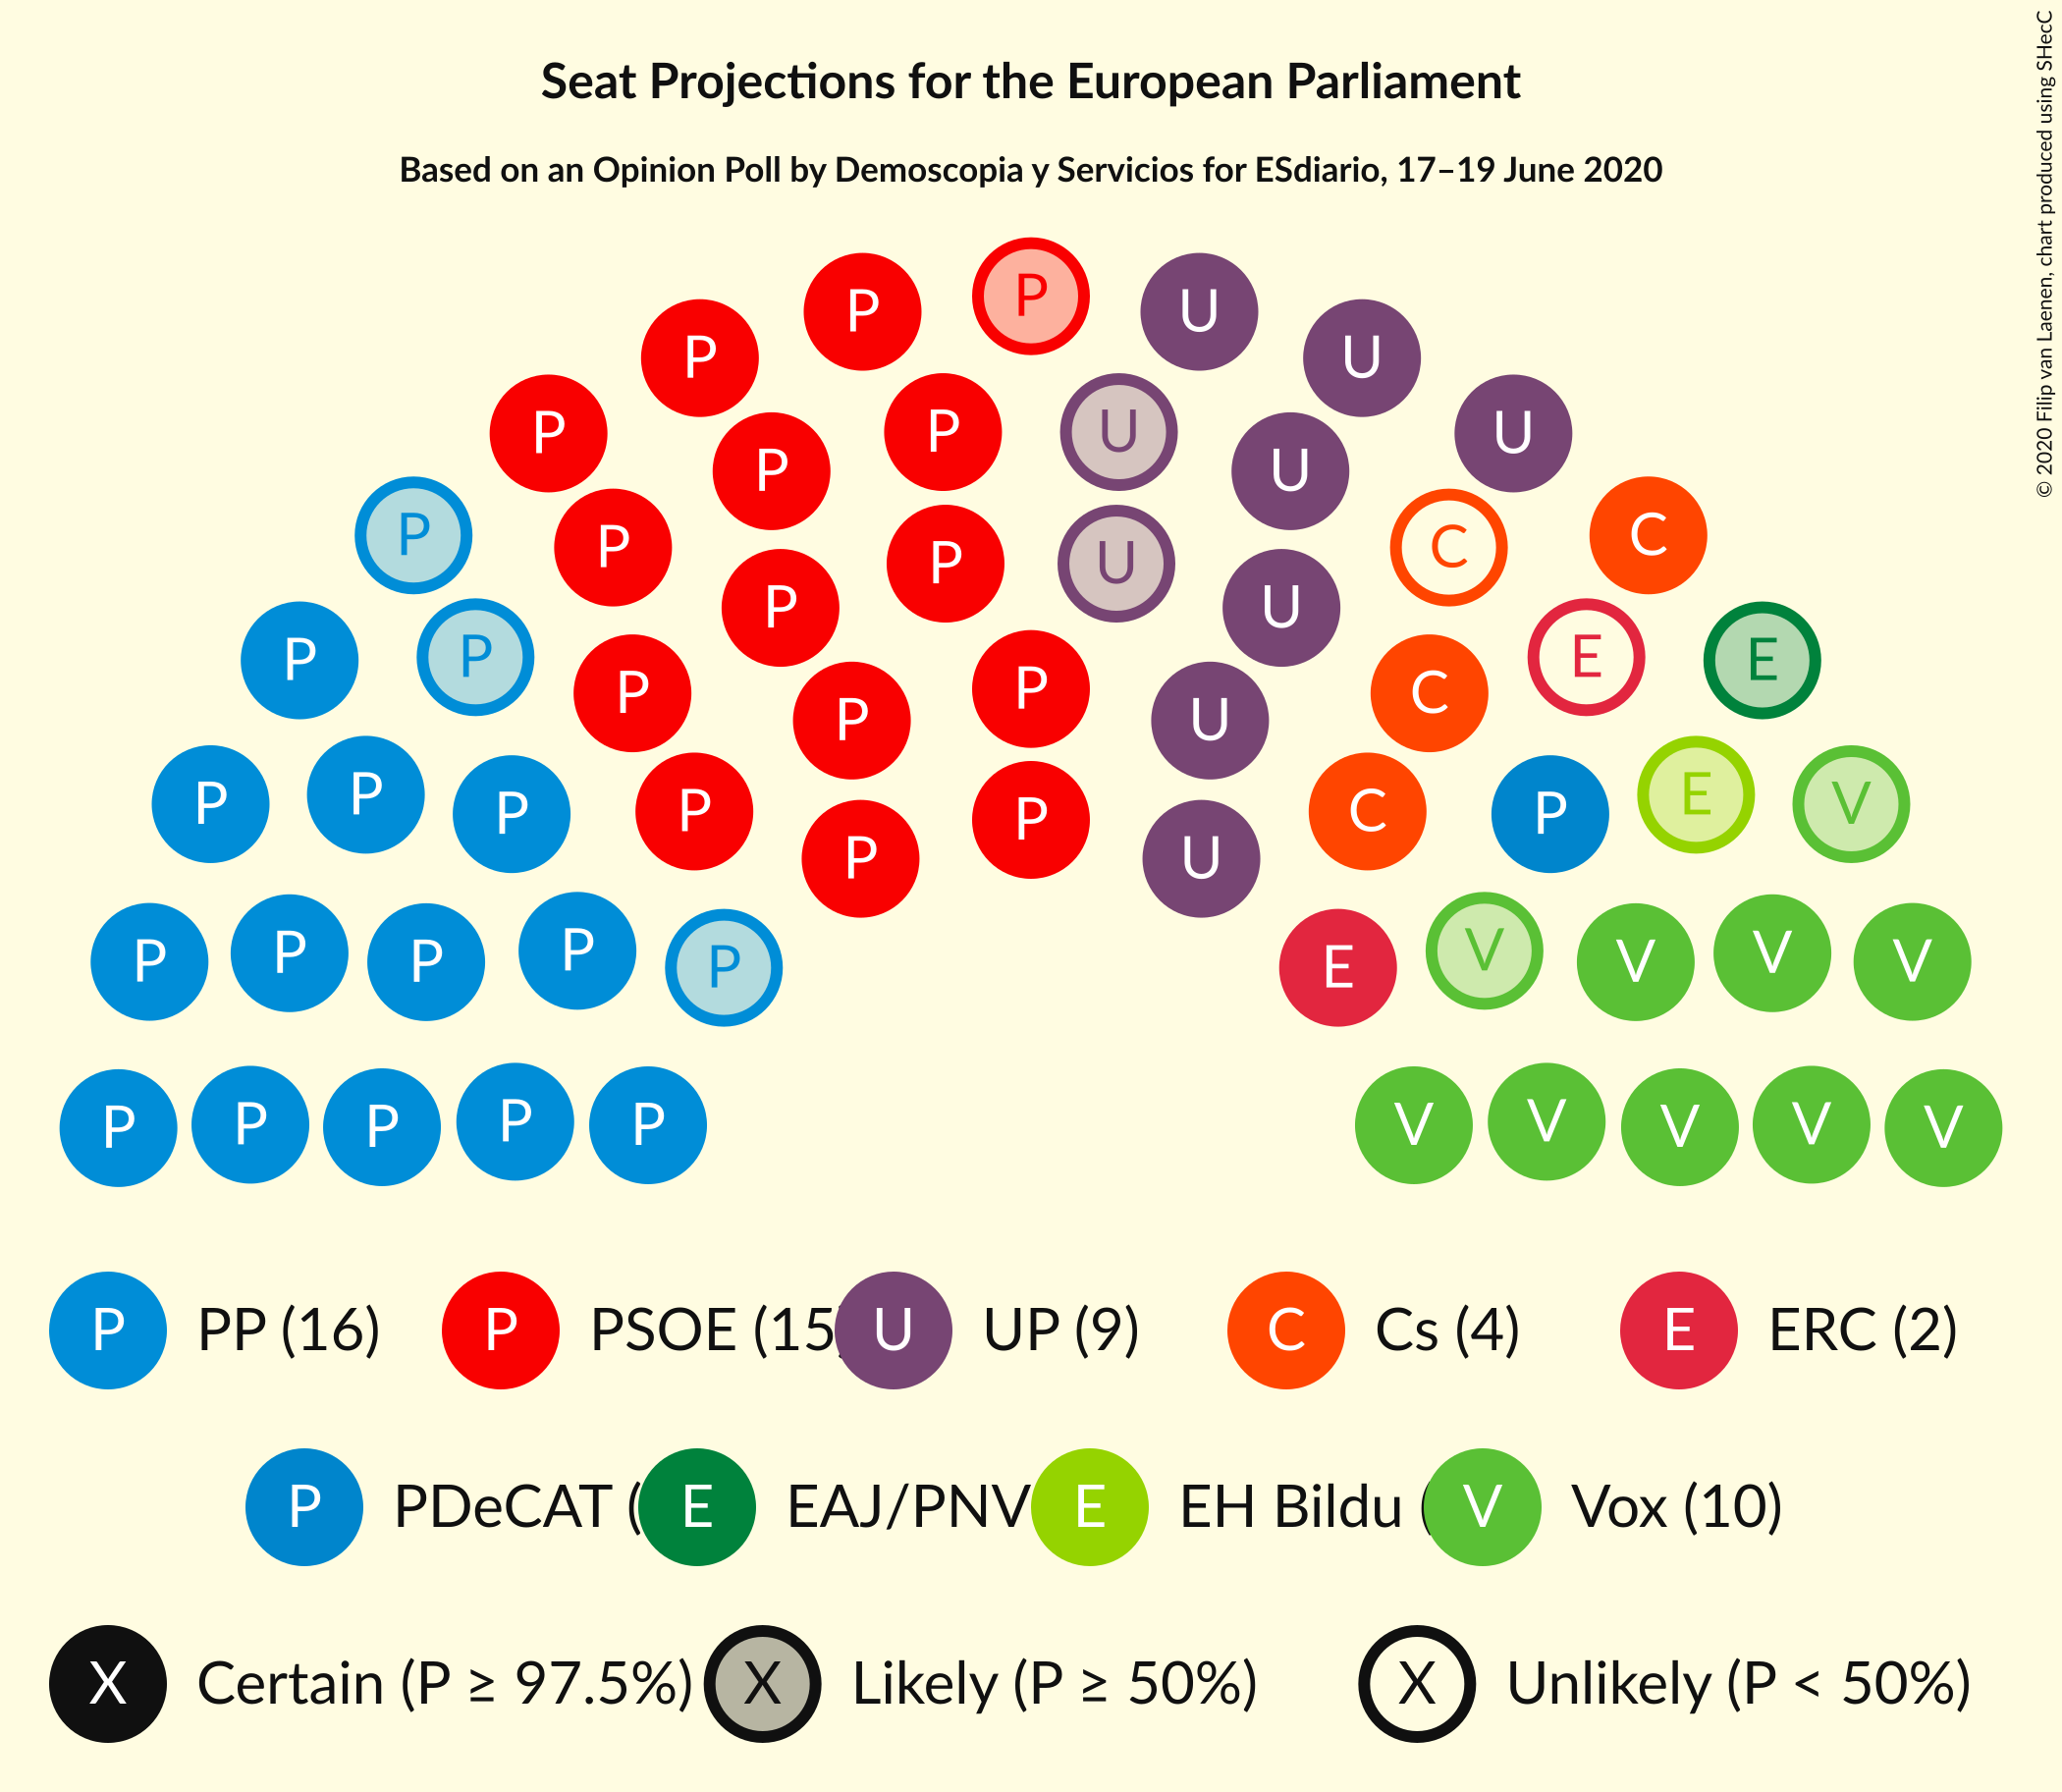 Seat Projections for the European Parliament
Based on an Opinion Poll by Demoscopia y Servicios for ESdiario, 17–19 June 2020
© 2020 Filip van Laenen, chart produced using SHecC
P P P U U
P P P U U U
P P P U C C
P P P U E E
P P P P U C
P P P P P P U C P E V
P P P P P E V V V V
P P P P P V V V V V
P PP (16) P PSOE (15 U UP (9) C Cs (4) E ERC (2)
P PDeCAT ( E EAJ/PNV E EH Bildu ( V Vox (10)
X Certain (P ≥ 97.5%) X Likely (P ≥ 50%) X Unlikely (P < 50%)